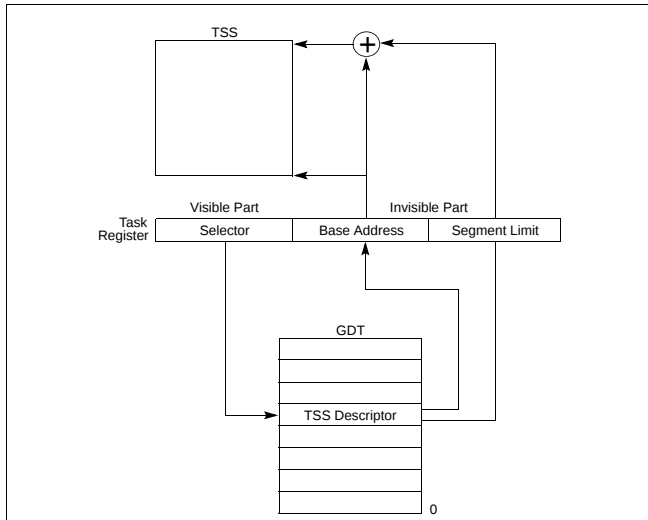 TSS
+
Visible Part
Invisible Part
Task
Register
Selector
Base Address
Segment Limit
GDT
TSS Descriptor
0